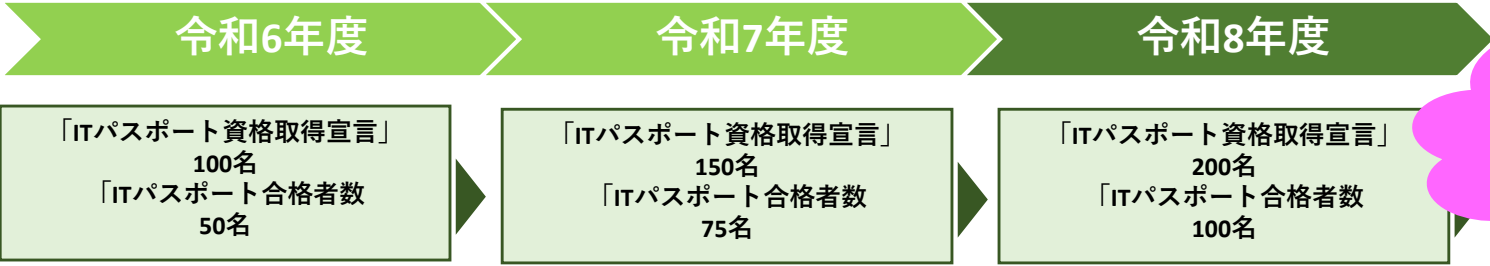 令和6年度
令和7年度
令和8年度
「ITパスポート資格取得宣言」
100名
「ITパスポート合格者数
50名
「ITパスポート資格取得宣言」
150名
「ITパスポート合格者数
75名
「ITパスポート資格取得宣言」
200名
「ITパスポート合格者数
100名